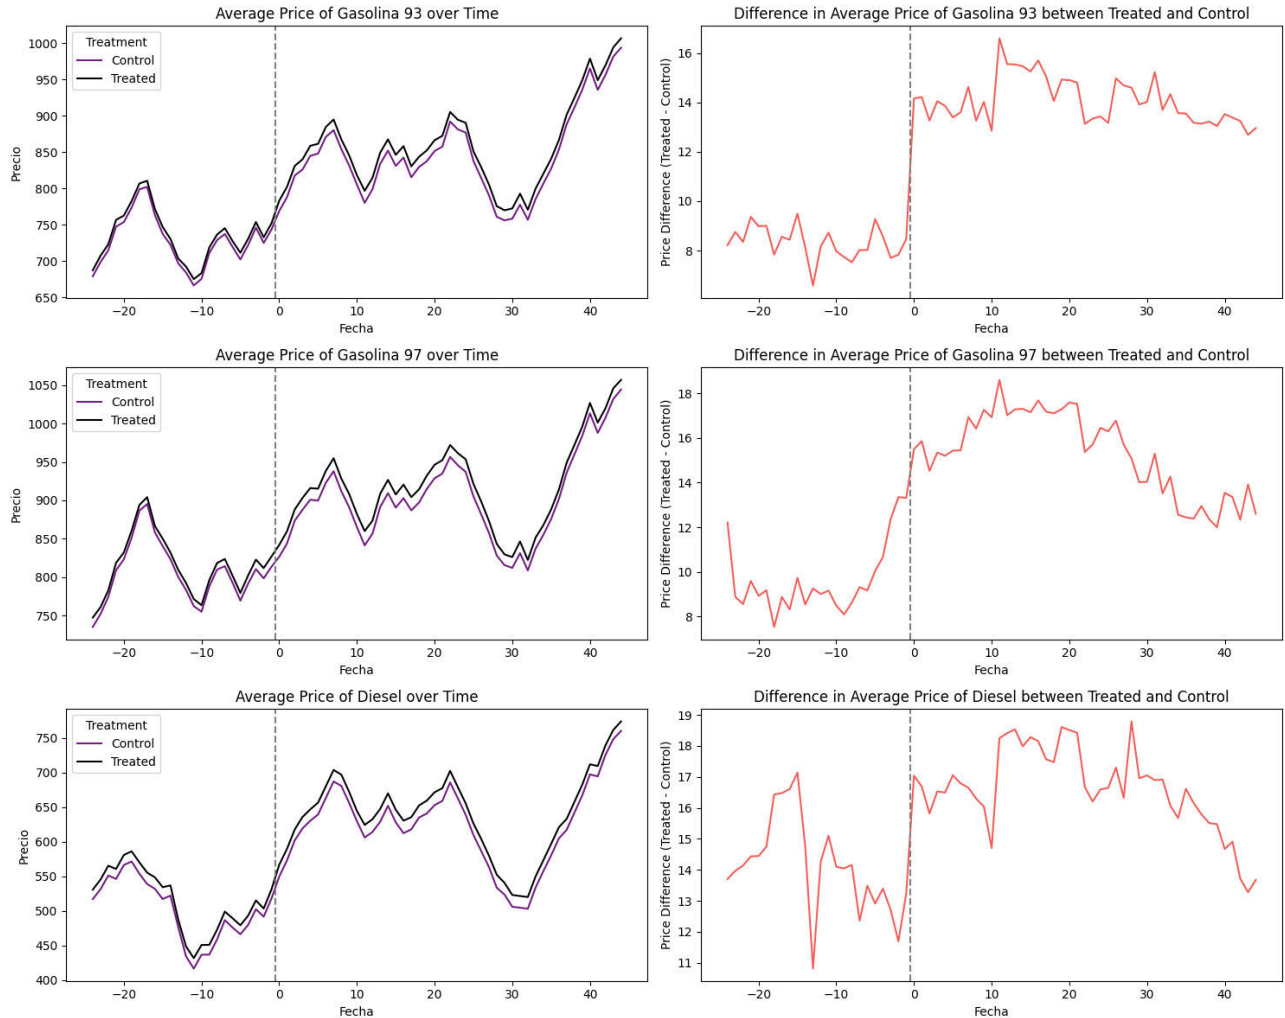 Average Price of Gasolina 93 over Time
Precio
1000
950
900
850
800
750
700
650
Treatment
Control
Treated
−20 −10 0 10 20 30 40
Fecha
Difference in Average Price of Gasolina 93 between Treated and Control
Price Difference (Treated - Control)
16
14
12
10
8
−20 −10 0 10 20 30 40
Fecha
Average Price of Gasolina 97 over Time
Precio
1050
1000
950
900
850
800
750
Treatment
Control
Treated
−20 −10 0 10 20 30 40
Fecha
Difference in Average Price of Gasolina 97 between Treated and Control
Price Difference (Treated - Control)
18
16
14
12
10
8
−20 −10 0 10 20 30 40
Fecha
Average Price of Diesel over Time
Precio
750
700
650
600
550
500
450
400
Treatment
Control
Treated
−20 −10 0 10 20 30 40
Fecha
Difference in Average Price of Diesel between Treated and Control
Price Difference (Treated - Control)
19
18
17
16
15
14
13
12
11
−20 −10 0 10 20 30 40
Fecha